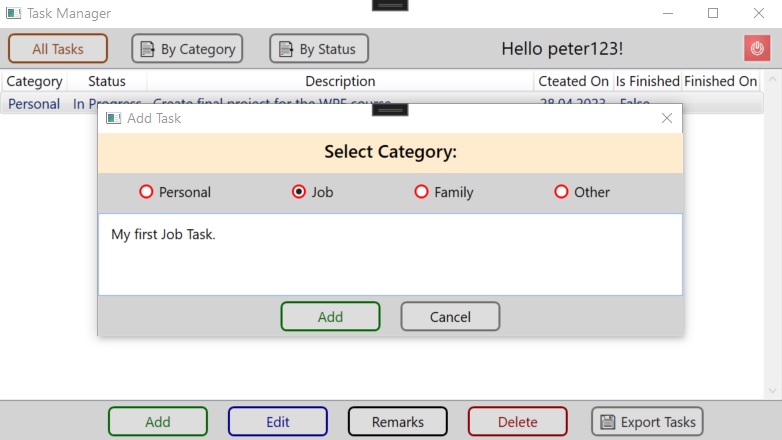 Task Manager
All Tasks By Category By Status Hello peter123!
Category Status Description Cteated On Is Finished Finished On
Personal In Progress Create final project for the WPF course 28.04.2023 False
Add Task
Select Category:
Personal Job Family Other
My first Job Task.
Add Cancel
Add Edit Remarks Delete Export Tasks